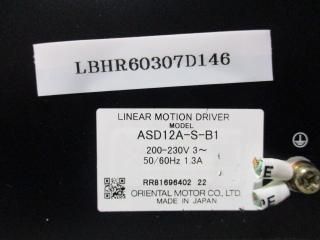 LBHR60307D146
LINEAR MOTION DRIVER
MODEL
ASD12A-S-B1
200-230V 3~
50/60Hz 1.3A
RR81696402 22
ORIENTAL MOTOR CO., LTD.
MADE IN JAPAN
E